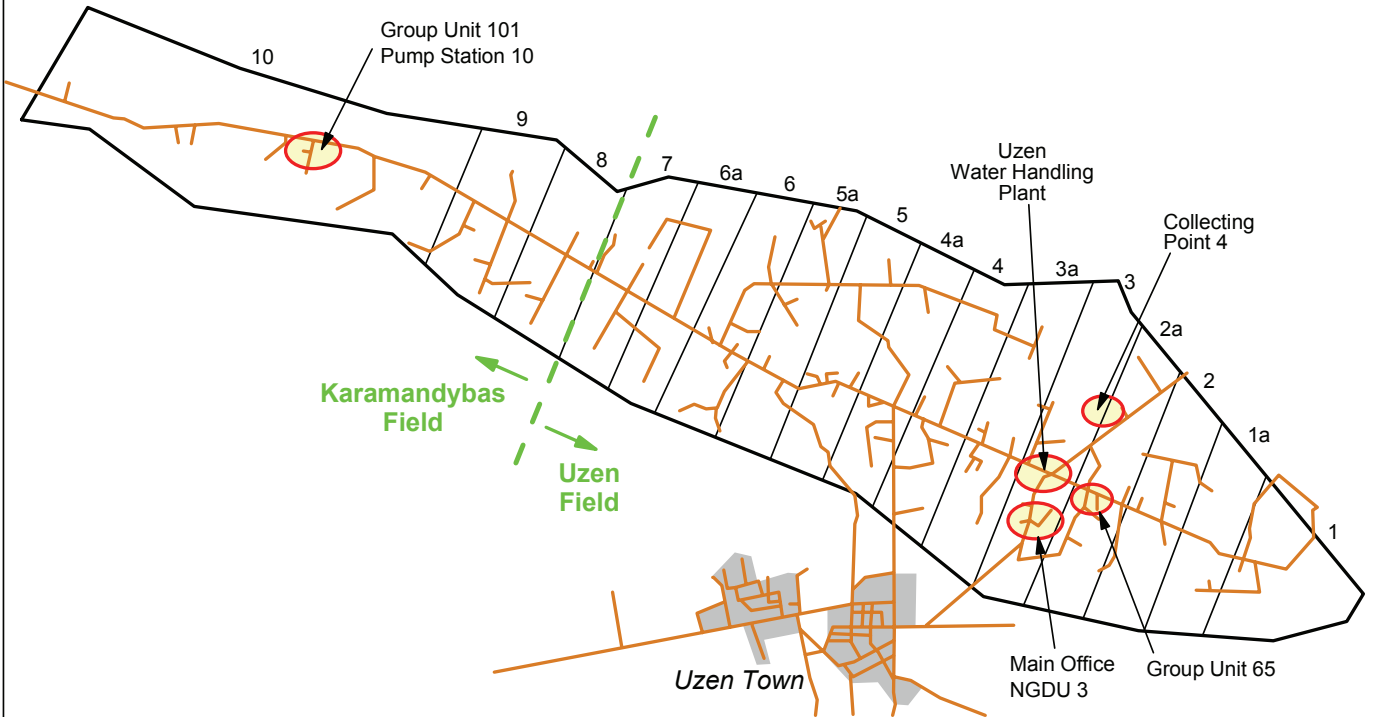 Group Unit 101
Pump Station 10
10
9
8
7
6a
6
5a
5
4a
4
3a
3
2a
2
1a
1
Uzen
Water Handling
Plant
Collecting
Point 4
Karamandybas
Field
Uzen
Field
Uzen Town
Main Office
NGDU 3
Group Unit 65